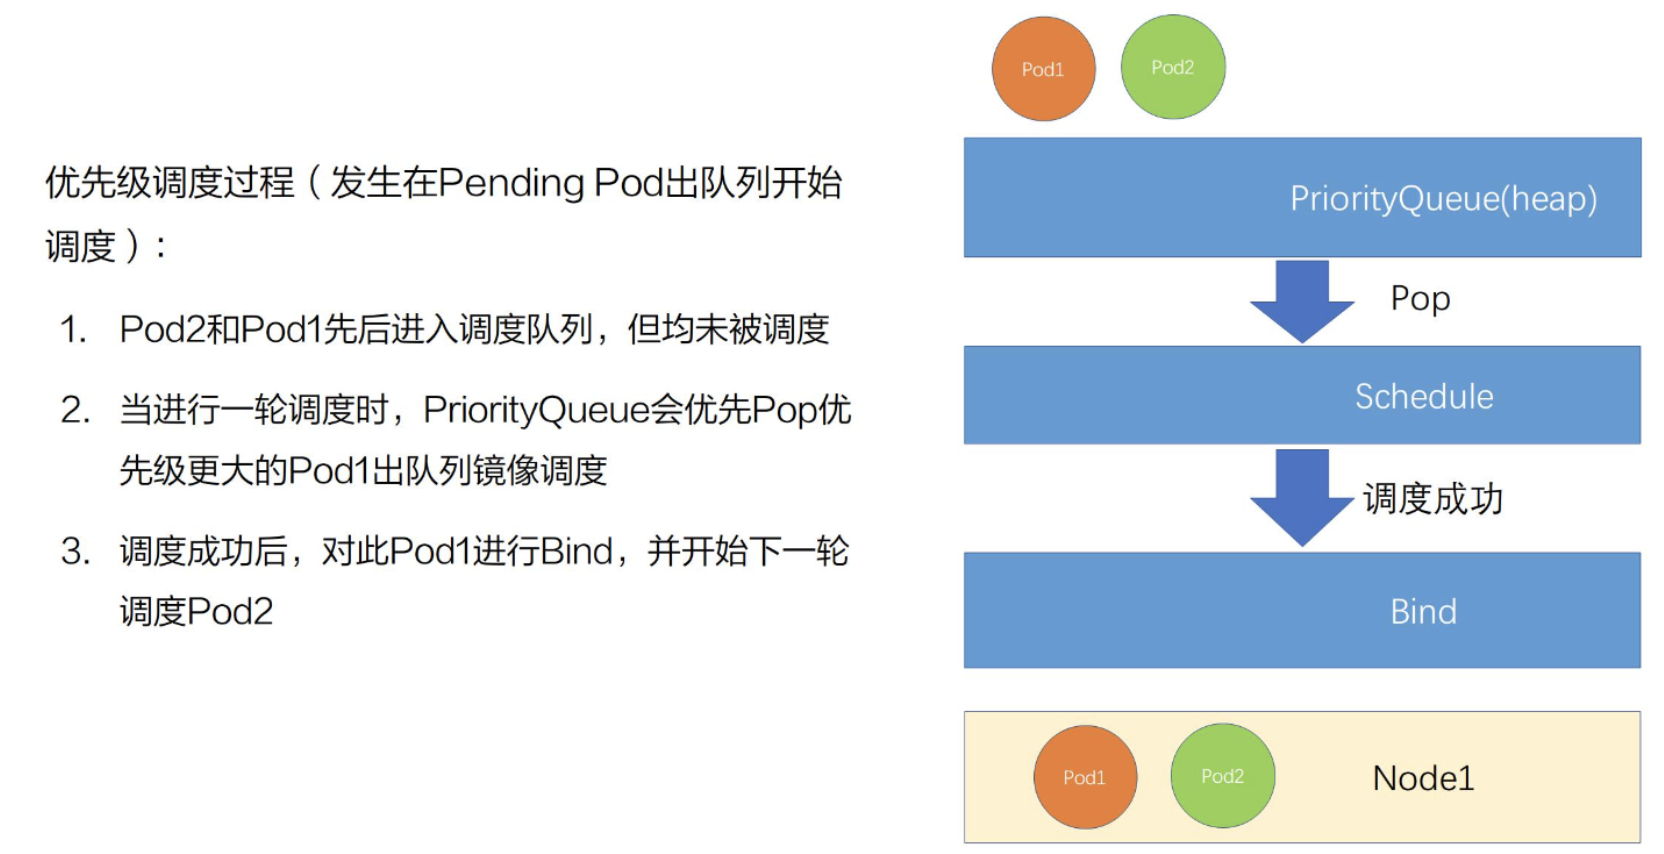 优先级调度过程（发生在Pending Pod出队列开始
调度）：
1. Pod2和Pod1先后进入调度队列，但均未被调度
2. 当进行一轮调度时，PriorityQueue会优先Pop优
先级更大的Pod1出队列镜像调度
3. 调度成功后，对此Pod1进行Bind，并开始下一轮
调度Pod2
Pod1
Pod2
PriorityQueue(heap)
Pop
Schedule
调度成功
Bind
Pod1
Pod2
Node1